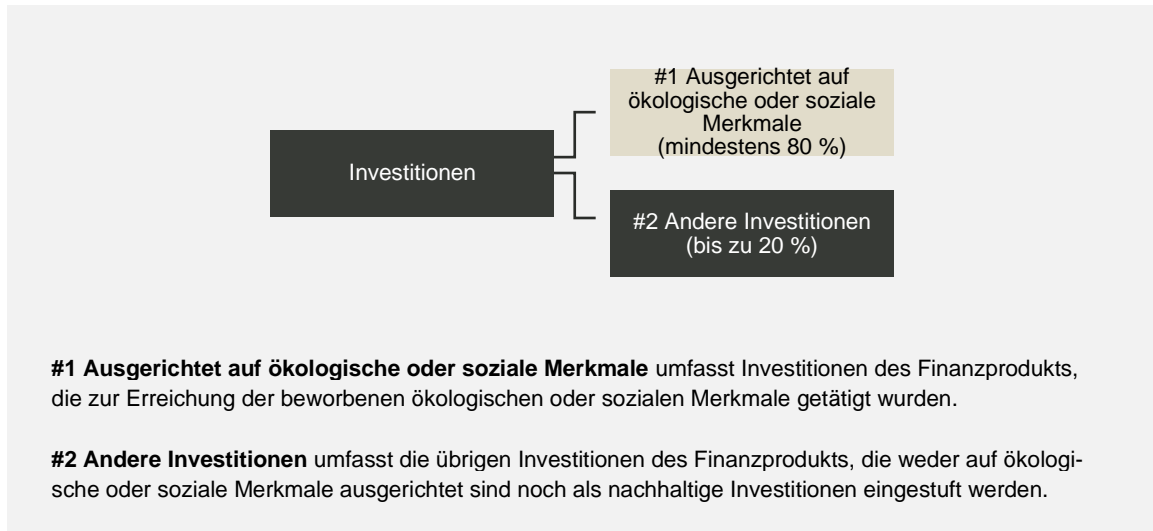 #1 Ausgerichtet auf
ökologische oder soziale
Merkmale
(mindestens 80 %)
Investitionen
#2 Andere Investitionen
(bis zu 20 %)
#1 Ausgerichtet auf ökologische oder soziale Merkmale umfasst Investitionen des Finanzprodukts,
die zur Erreichung der beworbenen ökologischen oder sozialen Merkmale getätigt wurden.
#2 Andere Investitionen umfasst die übrigen Investitionen des Finanzprodukts, die weder auf ökologi-
sche oder soziale Merkmale ausgerichtet sind noch als nachhaltige Investitionen eingestuft werden.